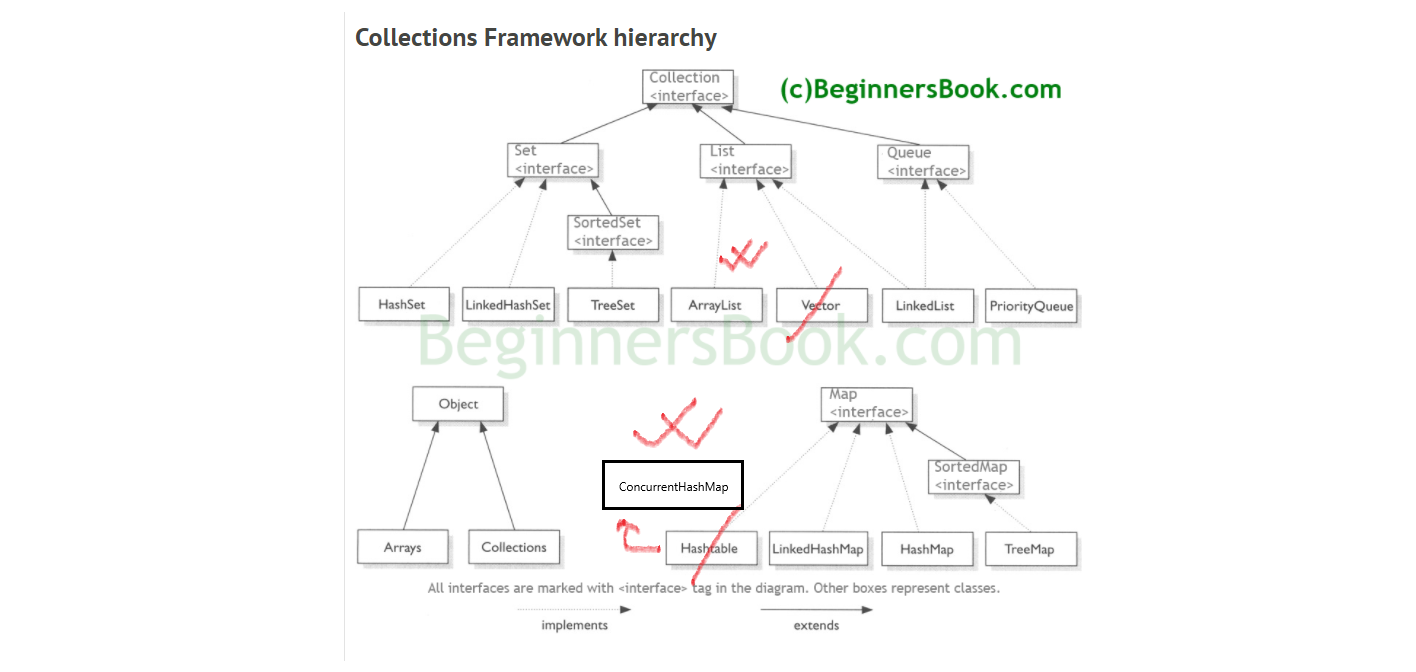 Collections Framework hierarchy
(c)BeginnersBook.com
Collection
<interface>
Set
<interface>
List
<interface>
Queue
<interface>
SortedSet
<interface>
HashSet
LinkedHashSet
TreeSet
ArrayList
Vector
LinkedList
PriorityQueue
BeginnersBook.com
Object
Map
<interface>
ConcurrentHashMap
SortedMap
<interface>
Arrays
Collections
Hashtable
LinkedHashMap
HashMap
TreeMap
All interfaces are marked with <interface> tag in the diagram. Other boxes represent classes.
implements
extends